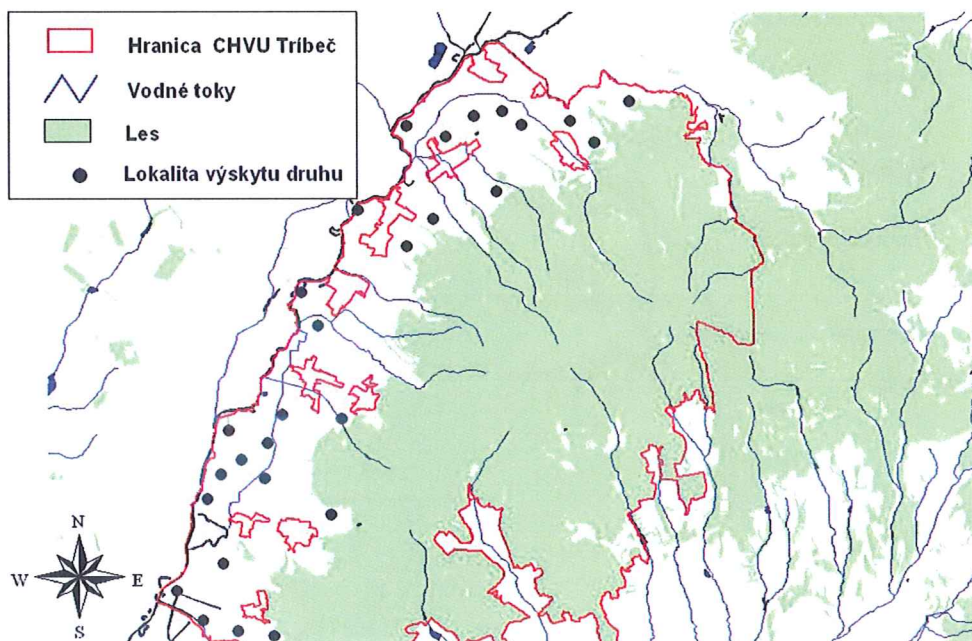 Hranica CHVU Tríbeč
Vodné toky
Les
Lokalita výskytu druhu
N
W E
S